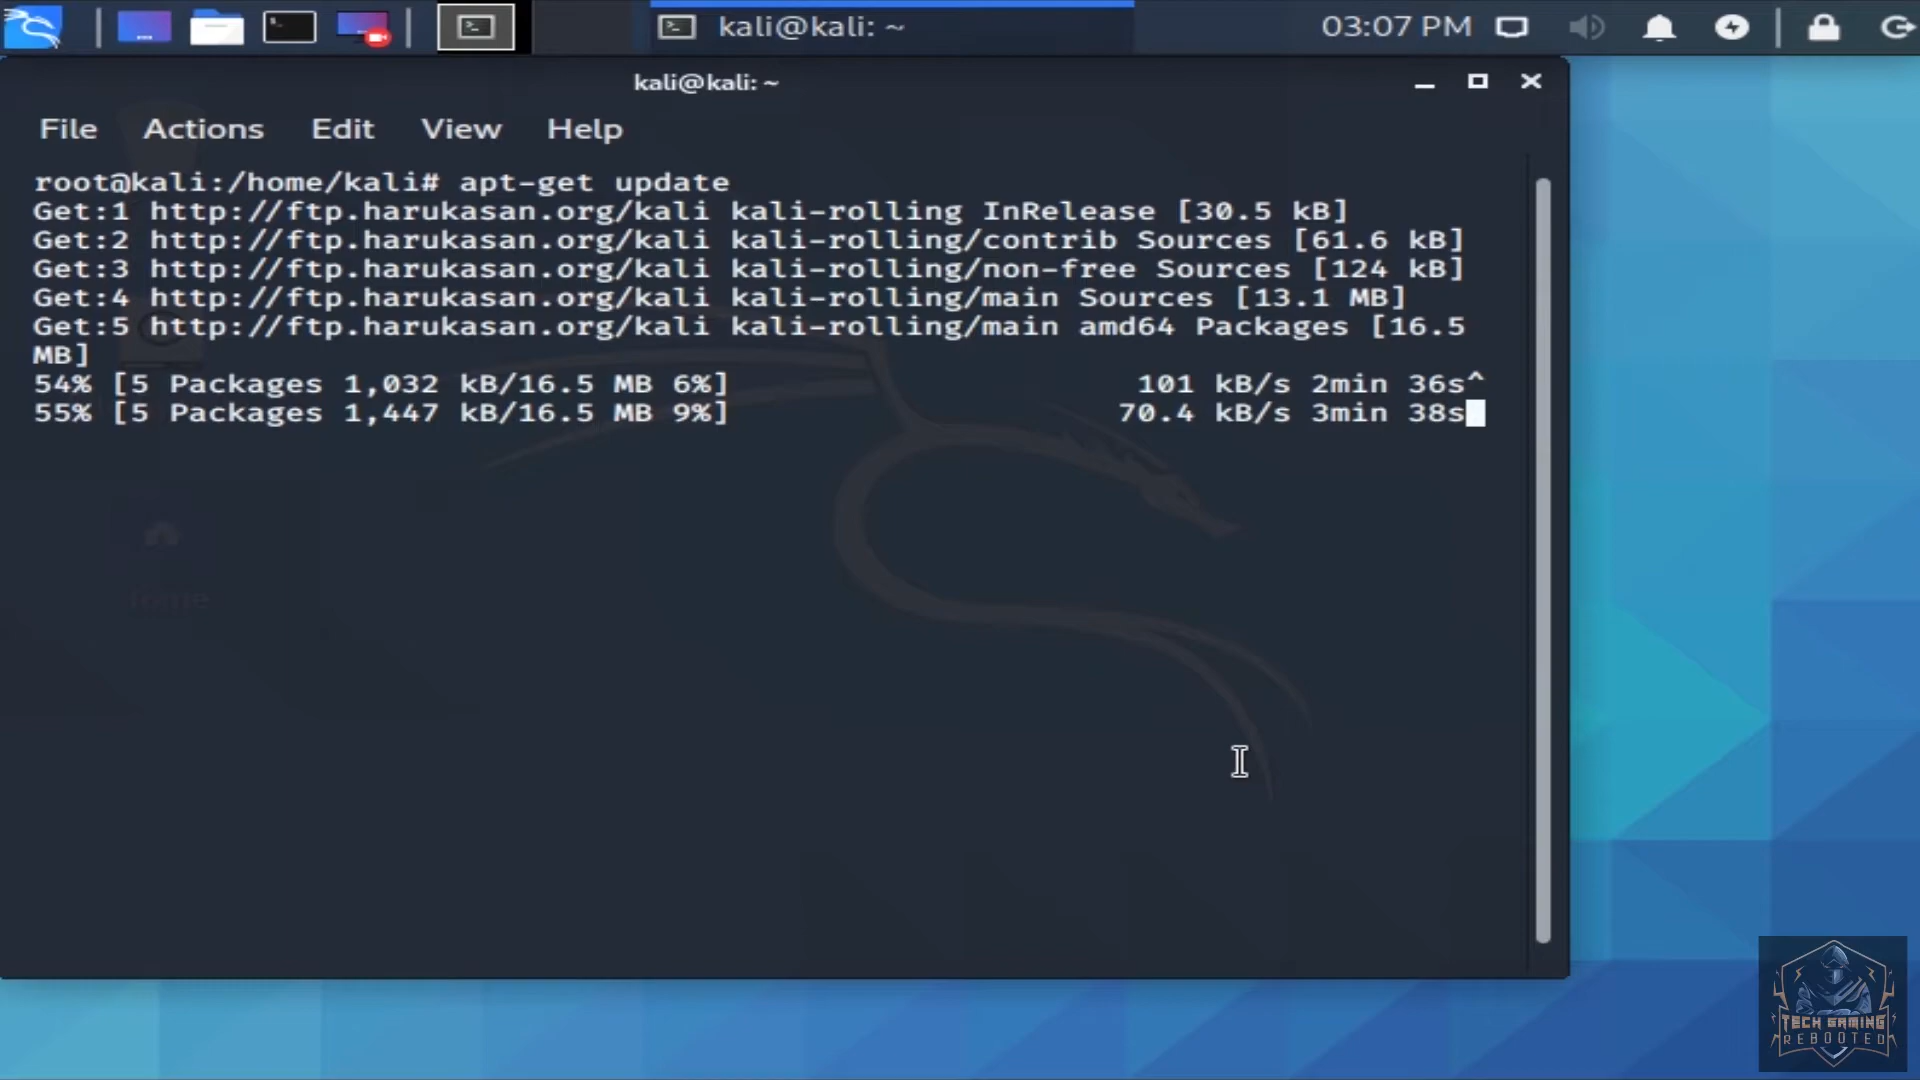 kali@kali: ~
03:07 PM
kali@kali: ~
File Actions Edit View Help
root@kali:/home/kali# apt-get update
Get:1 http://ftp.harukasan.org/kali kali-rolling InRelease [30.5 kB]
Get:2 http://ftp.harukasan.org/kali kali-rolling/contrib Sources [61.6 kB]
Get:3 http://ftp.harukasan.org/kali kali-rolling/non-free Sources [124 kB]
Get:4 http://ftp.harukasan.org/kali kali-rolling/main Sources [13.1 MB]
Get:5 http://ftp.harukasan.org/kali kali-rolling/main amd64 Packages [16.5
MB]
54% [5 Packages 1,032 kB/16.5 MB 6%] 101 kB/s 2min 36s^
55% [5 Packages 1,447 kB/16.5 MB 9%] 70.4 kB/s 3min 38s
TECH GAMING
REBOOTED